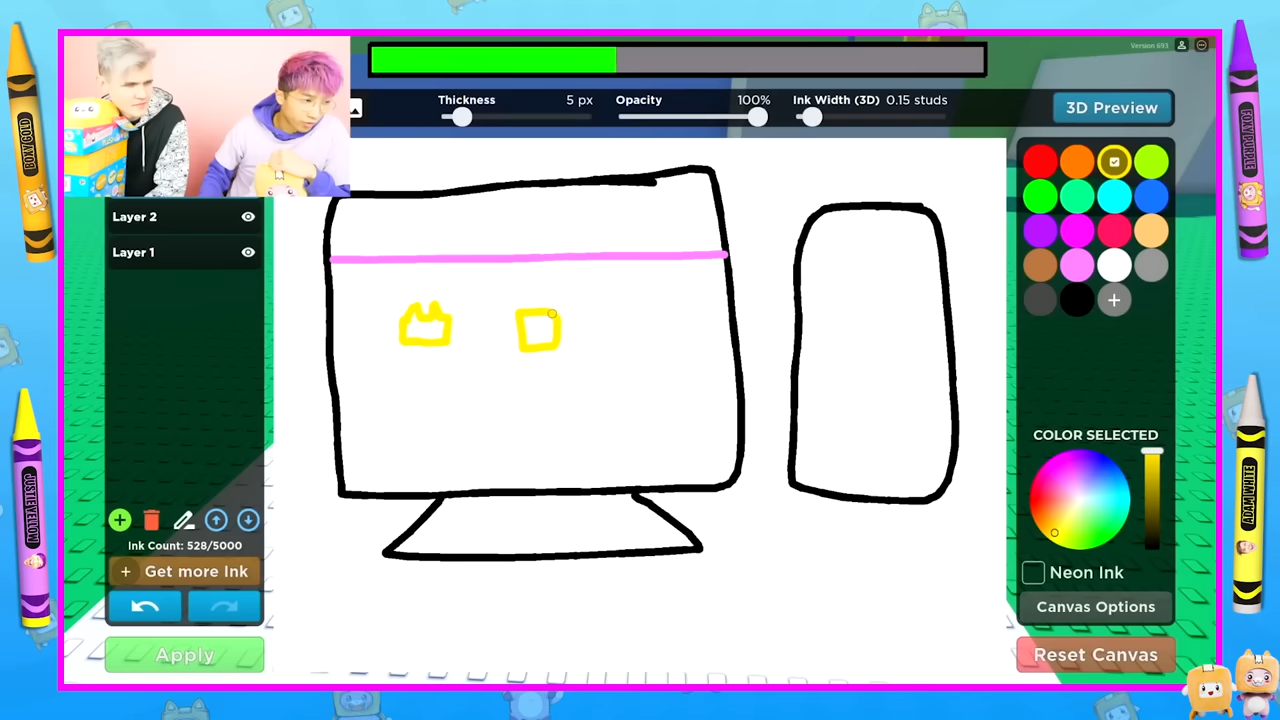 Version 693
Thickness 5 px Opacity 100% Ink Width (3D) 0.15 studs
3D Preview
Layer 2
Layer 1
Ink Count: 528/5000
+ Get more Ink
Apply
COLOR SELECTED
Neon Ink
Canvas Options
Reset Canvas
BOXY GOLD
FOXY PURPLE
JUSTIN YELLOW
ADAM WHITE